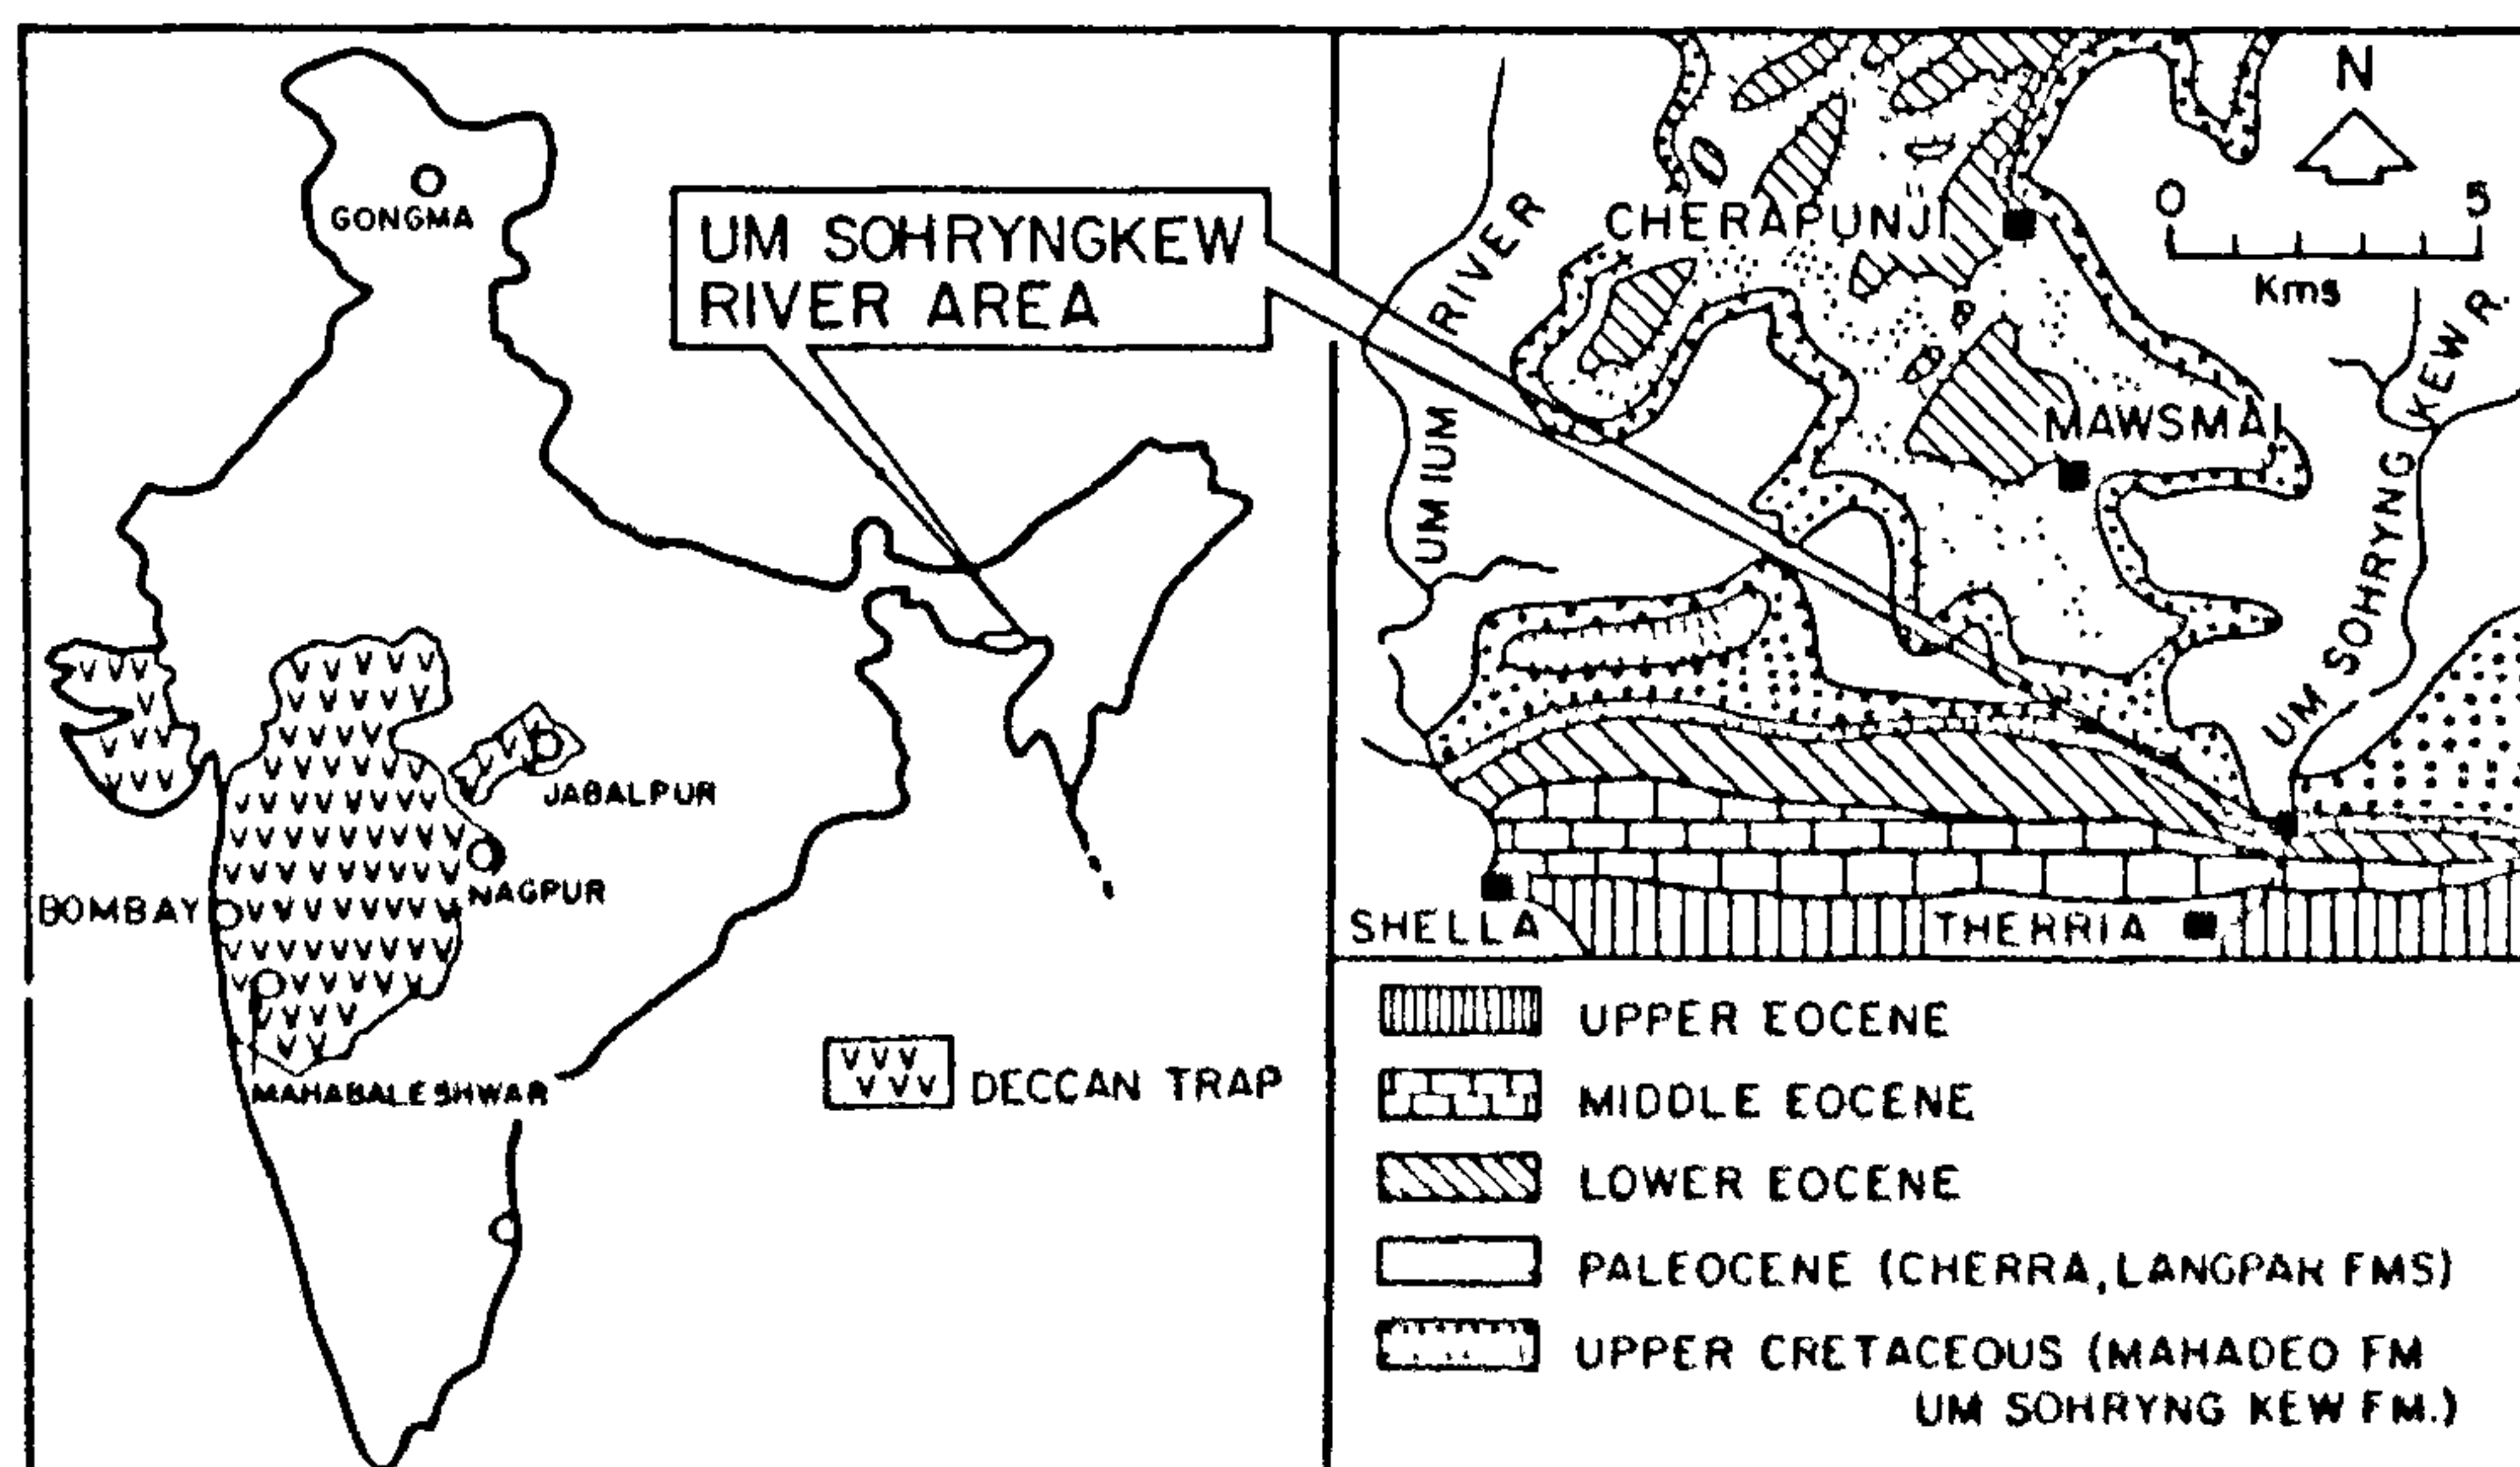 GONGMA
UM SOHRYNGKEW
RIVER AREA
JABALPUR
NAGPUR
BOMBAY
MAHABALESHWAR
DECCAN TRAP
N
0 5
Kms
RIVER
UM IUM
CHERAPUNJI
MAWSMAI
UM SOHRYNG KEW R.
SHELLA
THERRIA
UPPER EOCENE
MIDDLE EOCENE
LOWER EOCENE
PALEOCENE (CHERRA, LANGPAR FMS)
UPPER CRETACEOUS (MAHADEO FM
UM SOHRYNG KEW FM.)